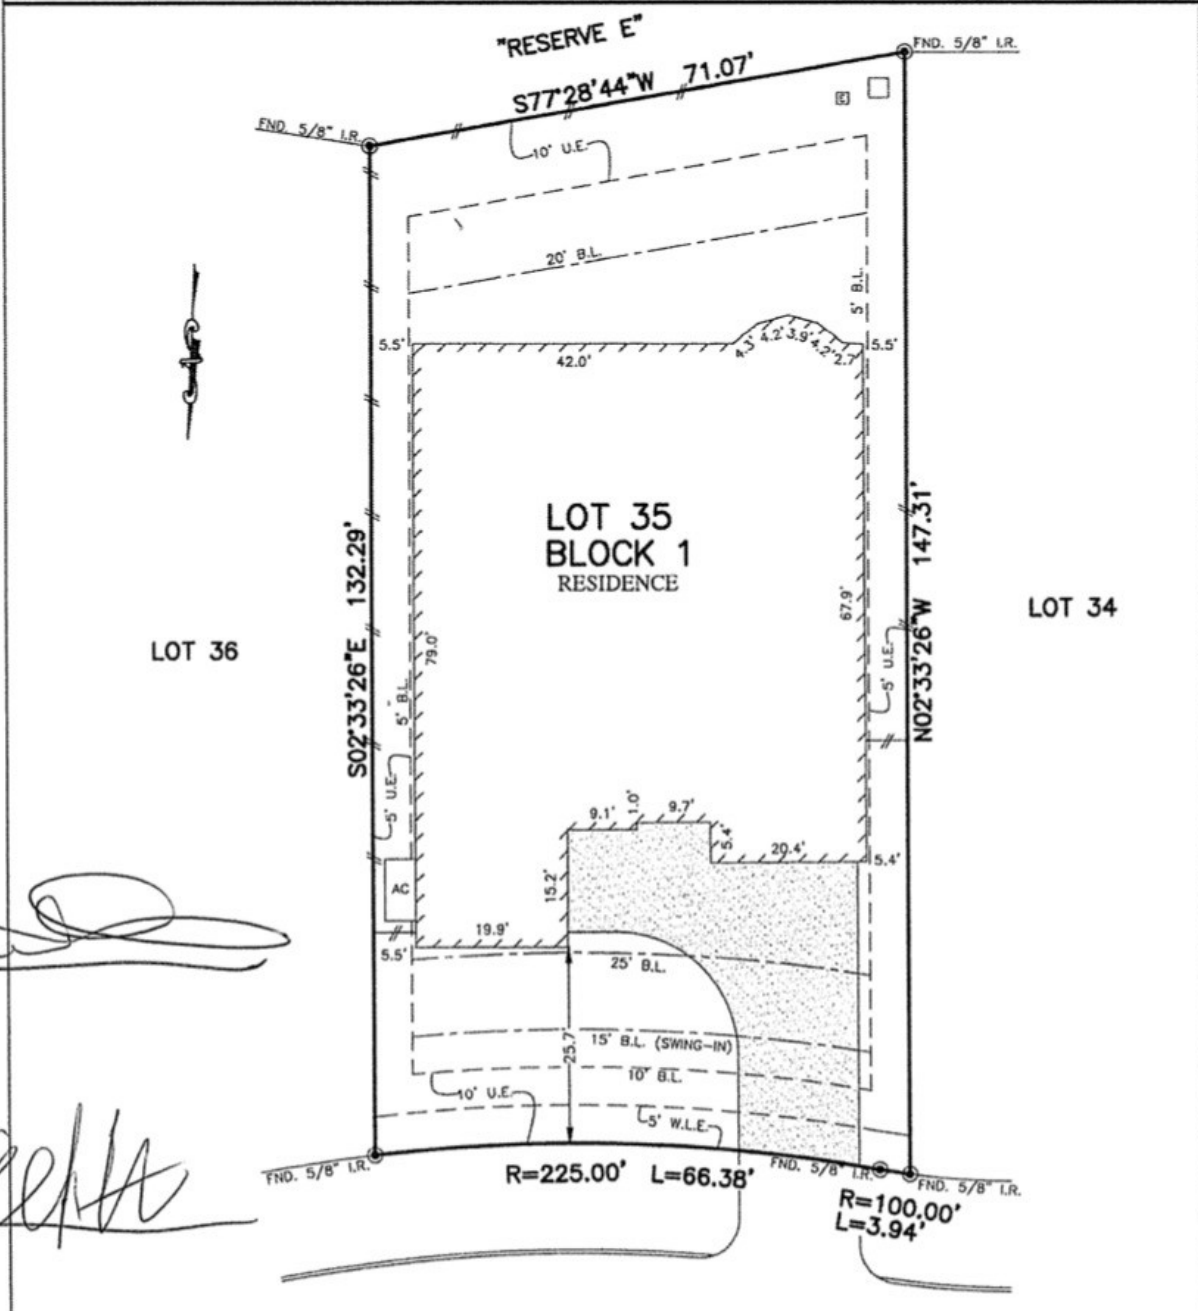 "RESERVE E"
FND. 5/8" I.R.
S77°28'44"W 71.07'
C
FND. 5/8" I.R.
10' U.E.
20' B.L.
5' B.L.
5.5'
42.0'
4.3' 4.2' 3.9' 4.2' 2.7'
5.5'
LOT 35
BLOCK 1
RESIDENCE
S02°33'26"E 132.29'
N02°33'26"W 147.31'
67.9'
LOT 34
LOT 36
79.0'
5' U.E.
5' B.L.
5' U.E.
9.1' 1.0' 9.7'
5.4'
20.4'
5.4'
AC
15.2'
19.9'
5.5'
25' B.L.
25.7'
15' B.L. (SWING-IN)
10' B.L.
10' U.E.
5' W.L.E.
FND. 5/8" I.R.
R=225.00' L=66.38'
FND. 5/8" I.R.
FND. 5/8" I.R.
R=100.00'
L=3.94'